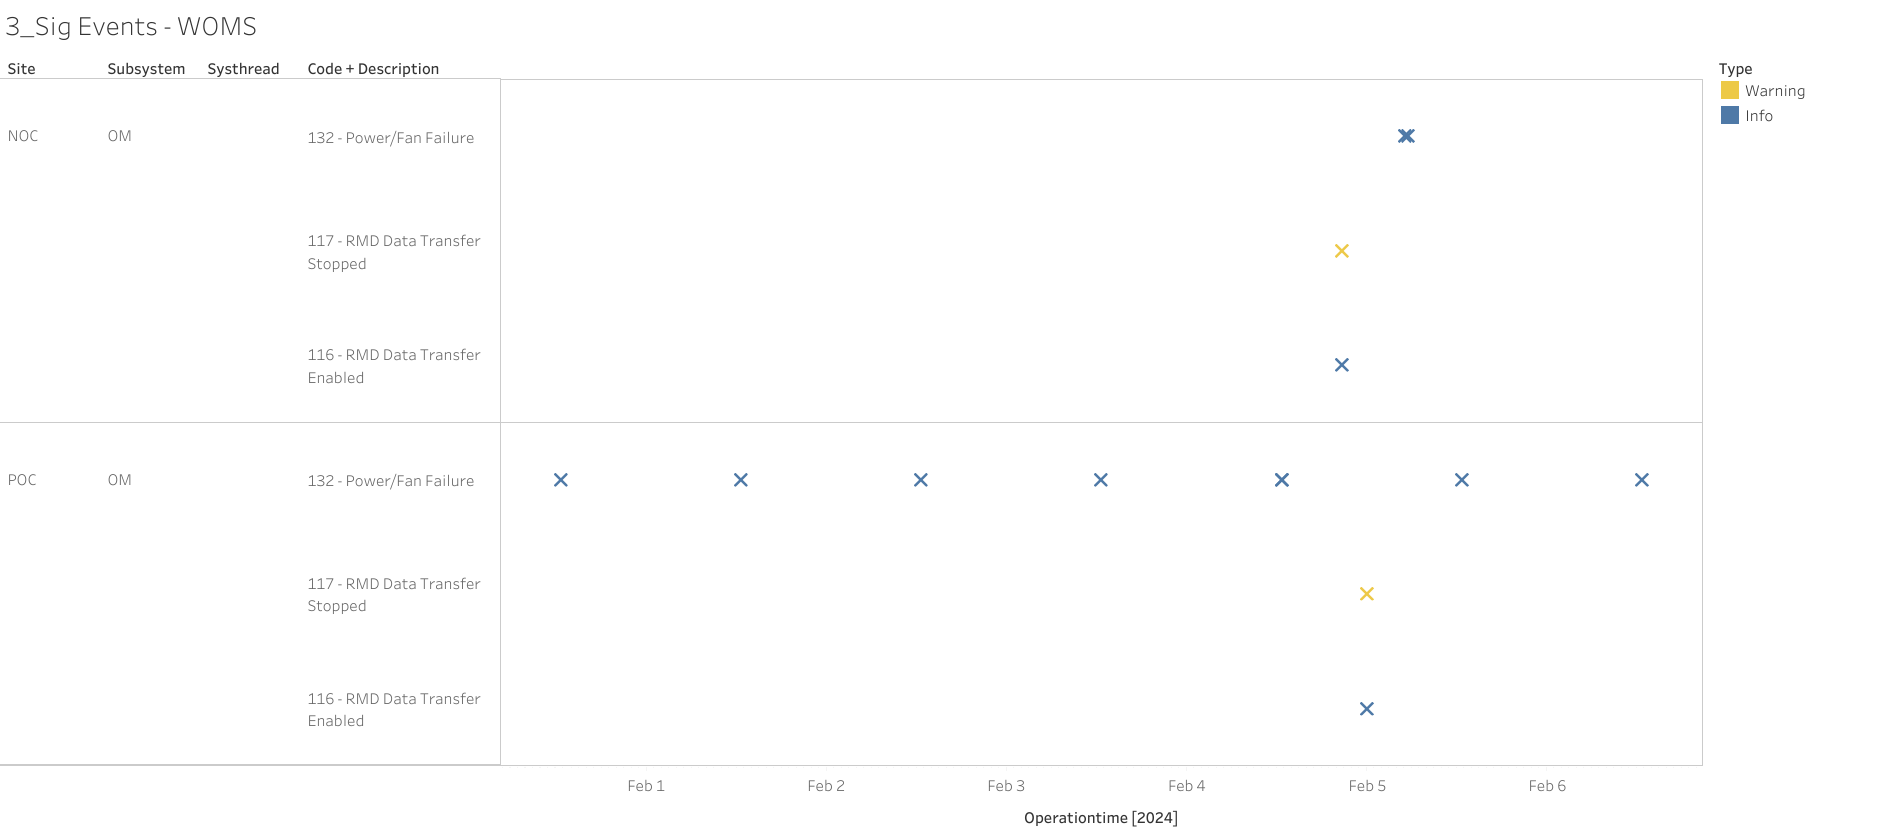 3_Sig Events - WOMS
Site Subsystem Systhread Code + Description
Type
Warning
Info
NOC OM 132 - Power/Fan Failure
117 - RMD Data Transfer
Stopped
116 - RMD Data Transfer
Enabled
POC OM 132 - Power/Fan Failure
117 - RMD Data Transfer
Stopped
116 - RMD Data Transfer
Enabled
Feb 1 Feb 2 Feb 3 Feb 4 Feb 5 Feb 6
Operationtime [2024]